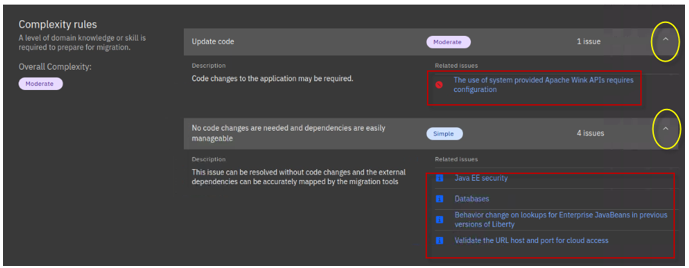 Complexity rules
A level of domain knowledge or skill is
required to prepare for migration.
Overall Complexity:
Moderate
Update code
Moderate
1 issue
Description
Code changes to the application may be required.
Related issues
The use of system provided Apache Wink APIs requires
configuration
No code changes are needed and dependencies are easily
manageable
Simple
4 issues
Description
This issue can be resolved without code changes and the external
dependencies can be accurately mapped by the migration tools
Related issues
Java EE security
Databases
Behavior change on lookups for Enterprise JavaBeans in previous
versions of Liberty
Validate the URL host and port for cloud access